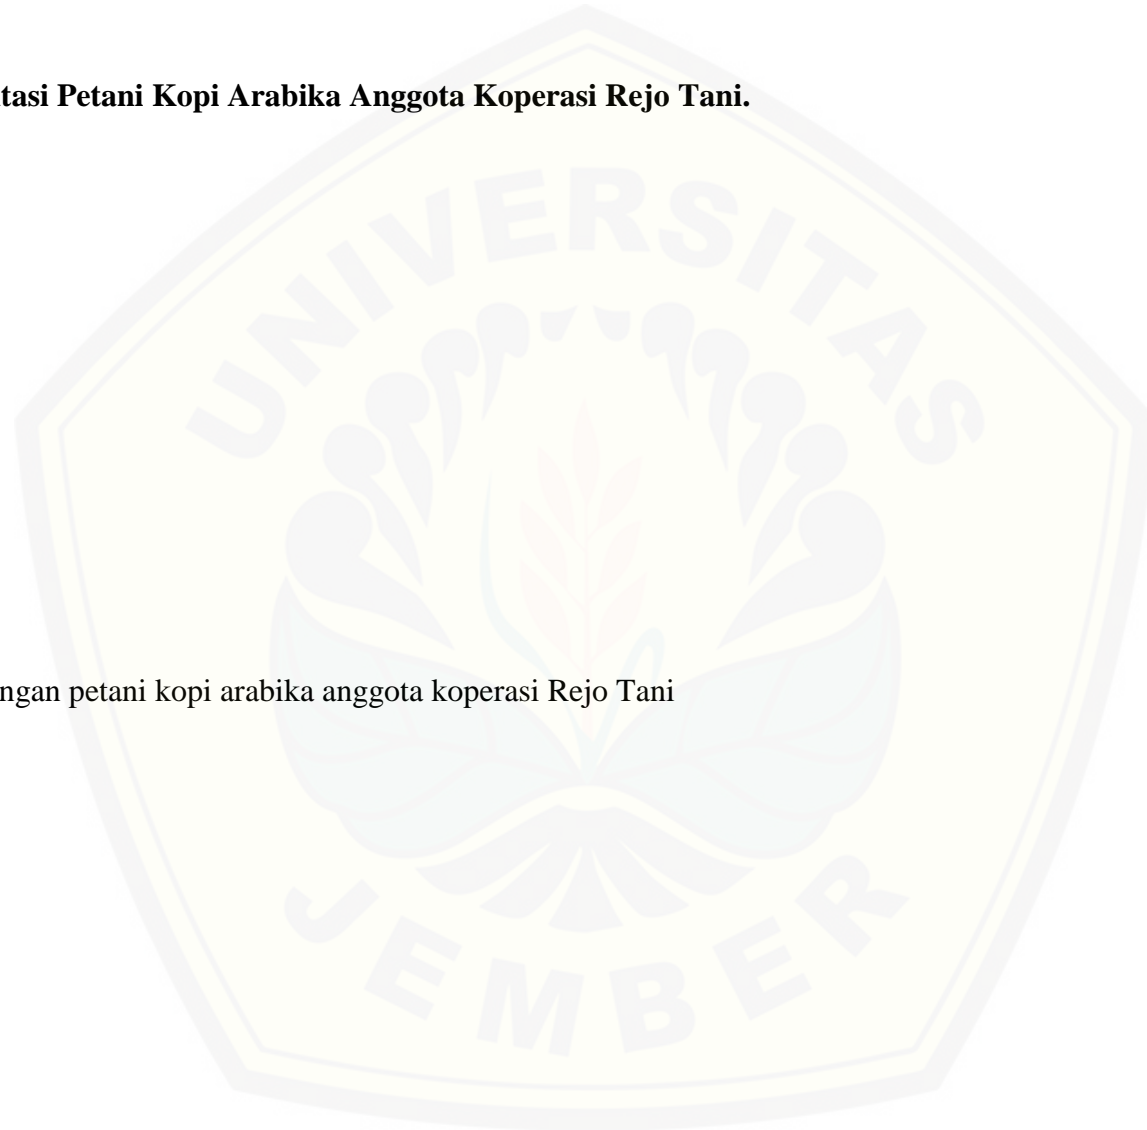 tasi Petani Kopi Arabika Anggota Koperasi Rejo Tani.
UNIVERSITAS
ngan petani kopi arabika anggota koperasi Rejo Tani
JEMBER